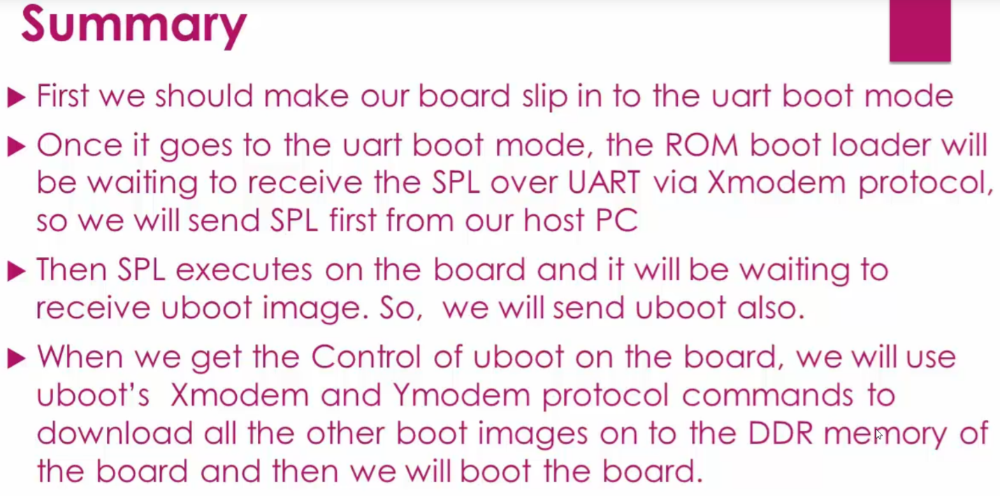 Summary
First we should make our board slip in to the uart boot mode
Once it goes to the uart boot mode, the ROM boot loader will
be waiting to receive the SPL over UART via Xmodem protocol,
so we will send SPL first from our host PC
Then SPL executes on the board and it will be waiting to
receive uboot image. So,  we will send uboot also.
When we get the Control of uboot on the board, we will use
uboot’s  Xmodem and Ymodem protocol commands to
download all the other boot images on to the DDR memory of
the board and then we will boot the board.